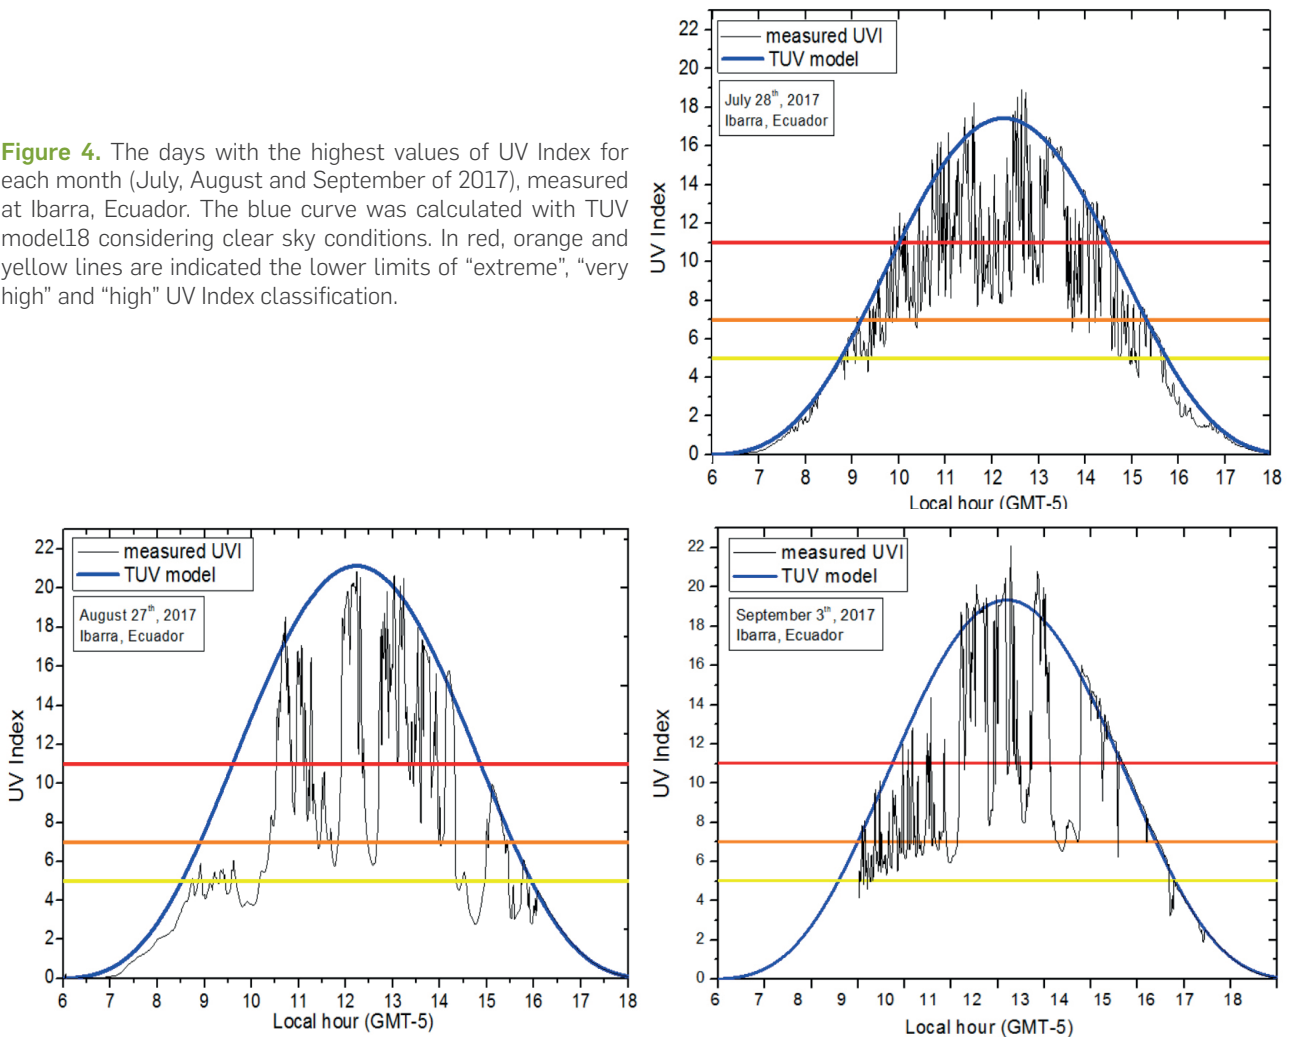 Figure 4. The days with the highest values of UV Index for
each month (July, August and September of 2017), measured
at Ibarra, Ecuador. The blue curve was calculated with TUV
model18 considering clear sky conditions. In red, orange and
yellow lines are indicated the lower limits of “extreme”, “very
high” and “high” UV Index classification.
measured UVI
TUV model
July 28th, 2017
Ibarra, Ecuador
UV Index
22
20
18
16
14
12
10
8
6
4
2
0
6 7 8 9 10 11 12 13 14 15 16 17 18
Local hour (GMT-5)
measured UVI
TUV model
August 27th, 2017
Ibarra, Ecuador
UV Index
22
20
18
16
14
12
10
8
6
4
2
0
6 7 8 9 10 11 12 13 14 15 16 17 18
Local hour (GMT-5)
measured UVI
TUV model
September 3th, 2017
Ibarra, Ecuador
UV Index
22
20
18
16
14
12
10
8
6
4
2
0
6 7 8 9 10 11 12 13 14 15 16 17 18
Local hour (GMT-5)